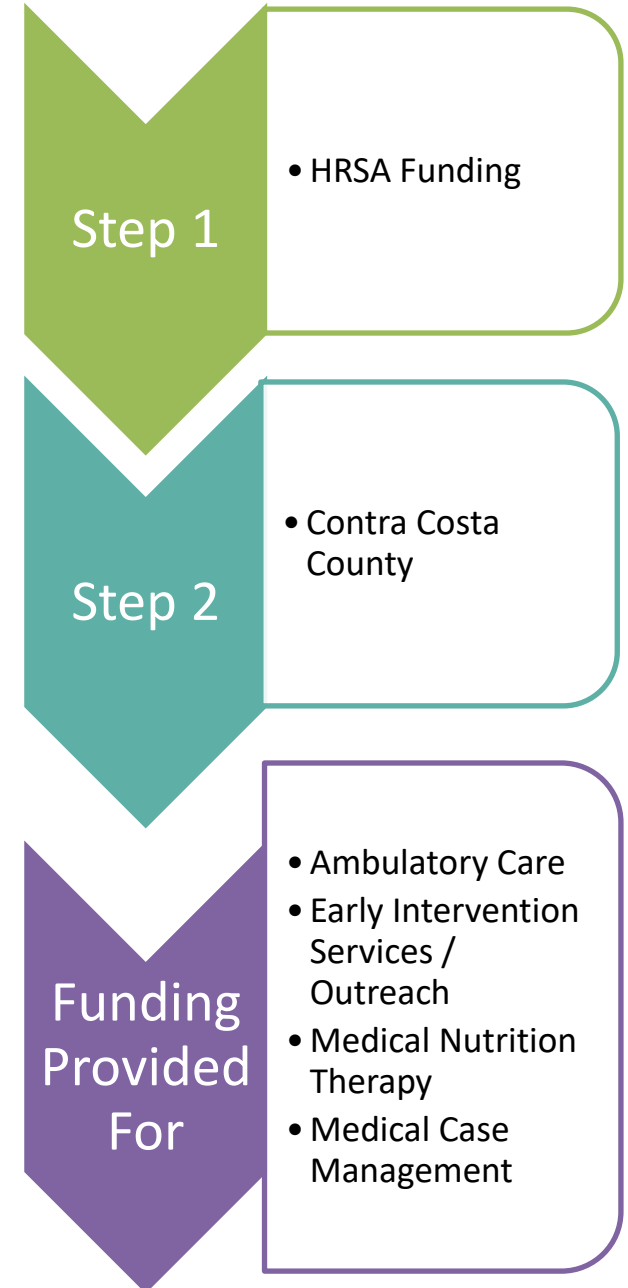 Step 1
• HRSA Funding
Step 2
• Contra Costa
County
Funding
Provided
For
• Ambulatory Care
• Early Intervention
Services /
Outreach
• Medical Nutrition
Therapy
• Medical Case
Management